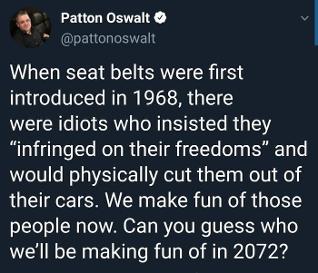 Patton Oswalt
@pattonoswalt
When seat belts were first
introduced in 1968, there
were idiots who insisted they
“infringed on their freedoms” and
would physically cut them out of
their cars. We make fun of those
people now. Can you guess who
we’ll be making fun of in 2072?